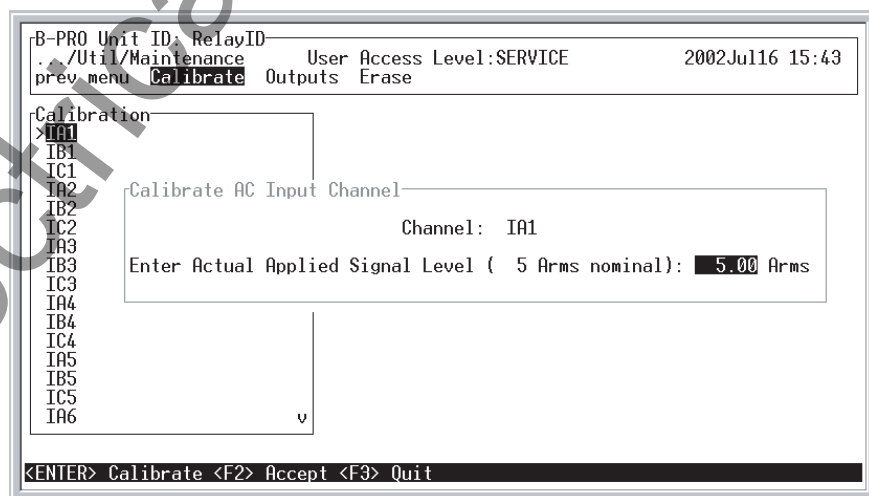 B-PRO Unit ID: RelayID
.../Util/Maintenance User Access Level:SERVICE 2002Jul16 15:43
prev menu Calibrate Outputs Erase
Calibration
>IA1
IB1
IC1
IA2
IB2
IC2
IA3
IB3
IC3
IA4
IB4
IC4
IA5
IB5
IC5
IA6 v
Calibrate AC Input Channel
Channel: IA1
Enter Actual Applied Signal Level ( 5 Arms nominal): 5.00 Arms
<ENTER> Calibrate <F2> Accept <F3> Quit